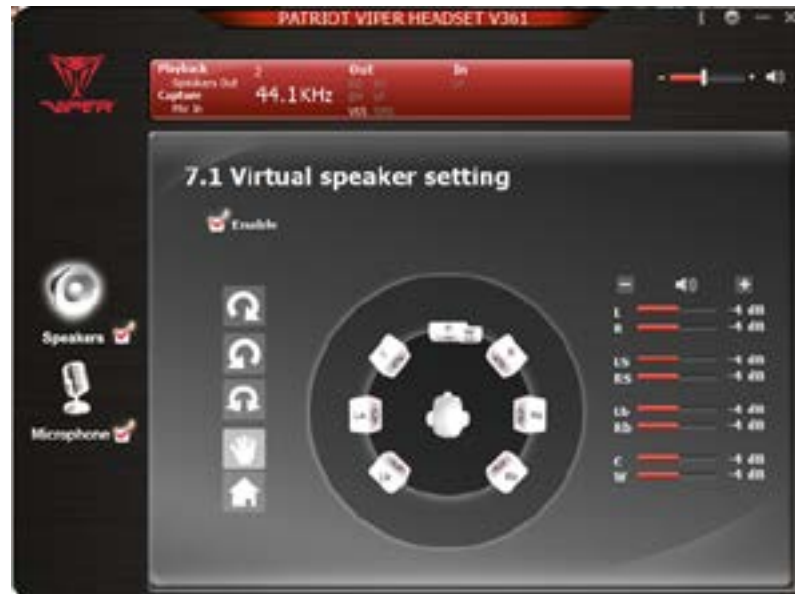 PATRIOT VIPER HEADSET V361
VIPER
Playback 2 Out In
Speakers Out
Capture 44.1KHz
Mic In
7.1 Virtual speaker setting
Enable
Speakers
Microphone
L -4 dB
R -4 dB
LS -4 dB
RS -4 dB
Lb -4 dB
Rb -4 dB
C -4 dB
W -4 dB